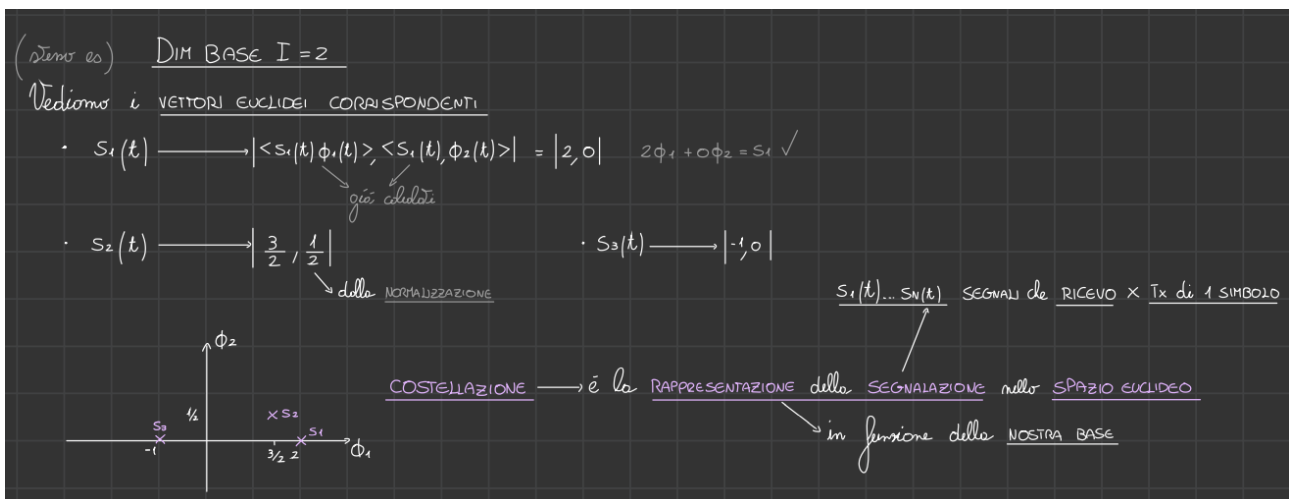 (stesso es) DIM BASE I = 2
Vediamo i VETTORI EUCLIDEI CORRISPONDENTI
• S₁(t) ⟶ |<S₁(t)ϕ₁(t)>,<S₁(t),ϕ₂(t)>| = |2,0| 2ϕ₁ + 0ϕ₂ = S₁ ✓
già calcolati
• S₂(t) ⟶ | 3/2 , 1/2 | • S₃(t) ⟶ |-1,0|
dalla NORMALIZZAZIONE
S₁(t)...SN(t) SEGNALI che RICEVO × Tx di 1 SIMBOLO
ϕ₂
COSTELLAZIONE ⟶ é la RAPPRESENTAZIONE della SEGNALAZIONE nello SPAZIO EUCLIDEO
1/2 × S₂
S₃ S₁
in funzione della NOSTRA BASE
-1 3/2 2 ϕ₁